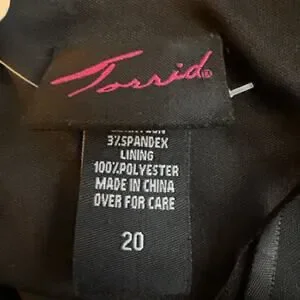 Torrid®
3%SPANDEX
LINING
100%POLYESTER
MADE IN CHINA
OVER FOR CARE
20